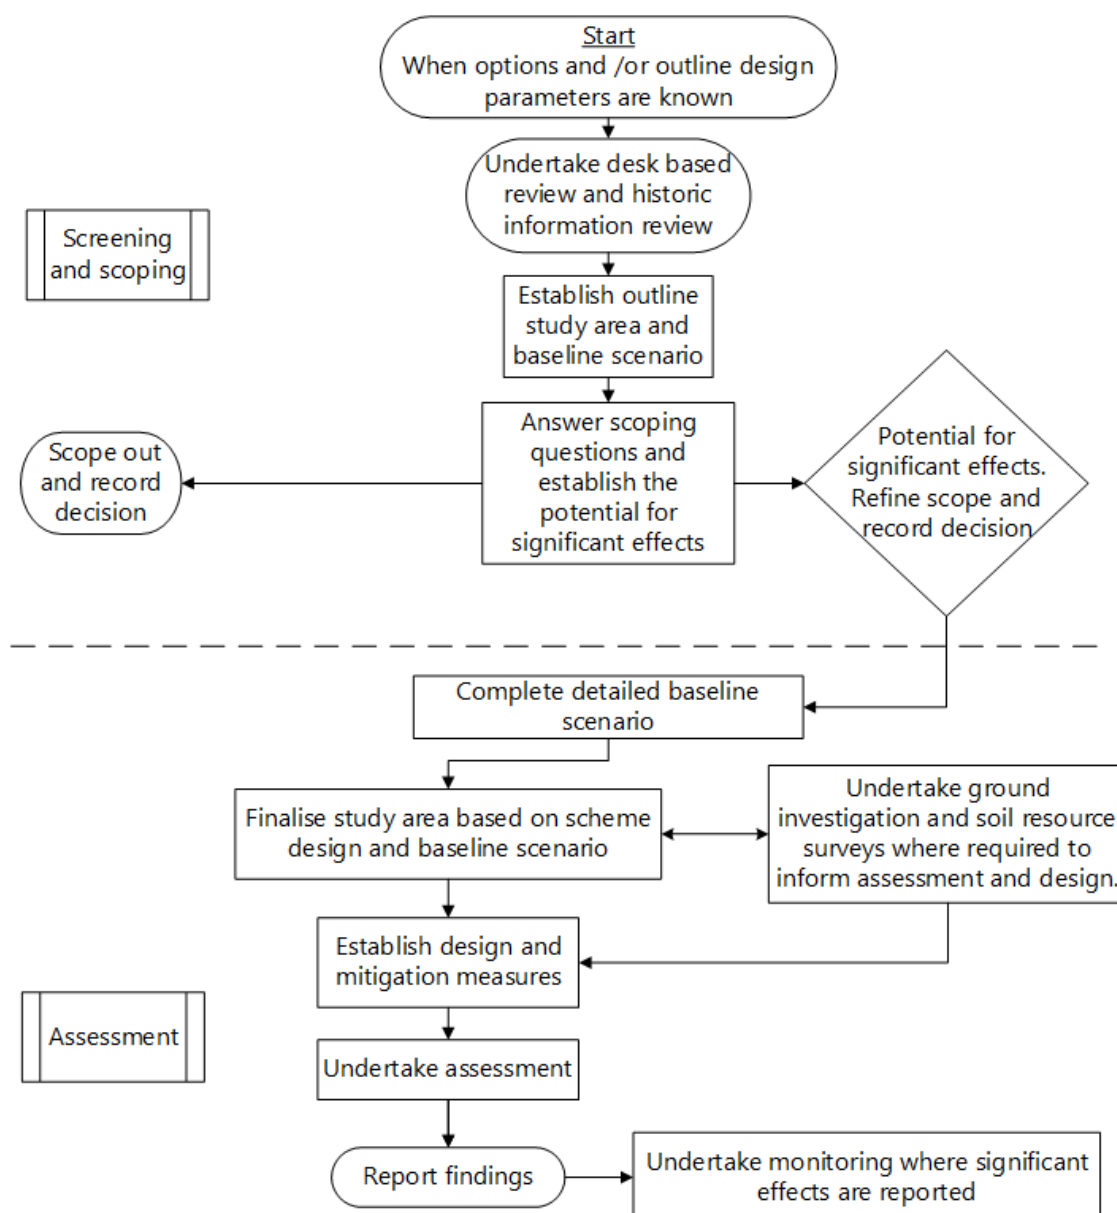 Start
When options and /or outline design
parameters are known
Undertake desk based
review and historic
information review
Screening
and scoping
Establish outline
study area and
baseline scenario
Answer scoping
questions and
establish the
potential for
significant effects
Scope out
and record
decision
Potential for
significant effects.
Refine scope and
record decision
Complete detailed baseline
scenario
Finalise study area based on scheme
design and baseline scenario
Undertake ground
investigation and soil resource
surveys where required to
inform assessment and design.
Establish design and
mitigation measures
Assessment
Undertake assessment
Report findings
Undertake monitoring where significant
effects are reported